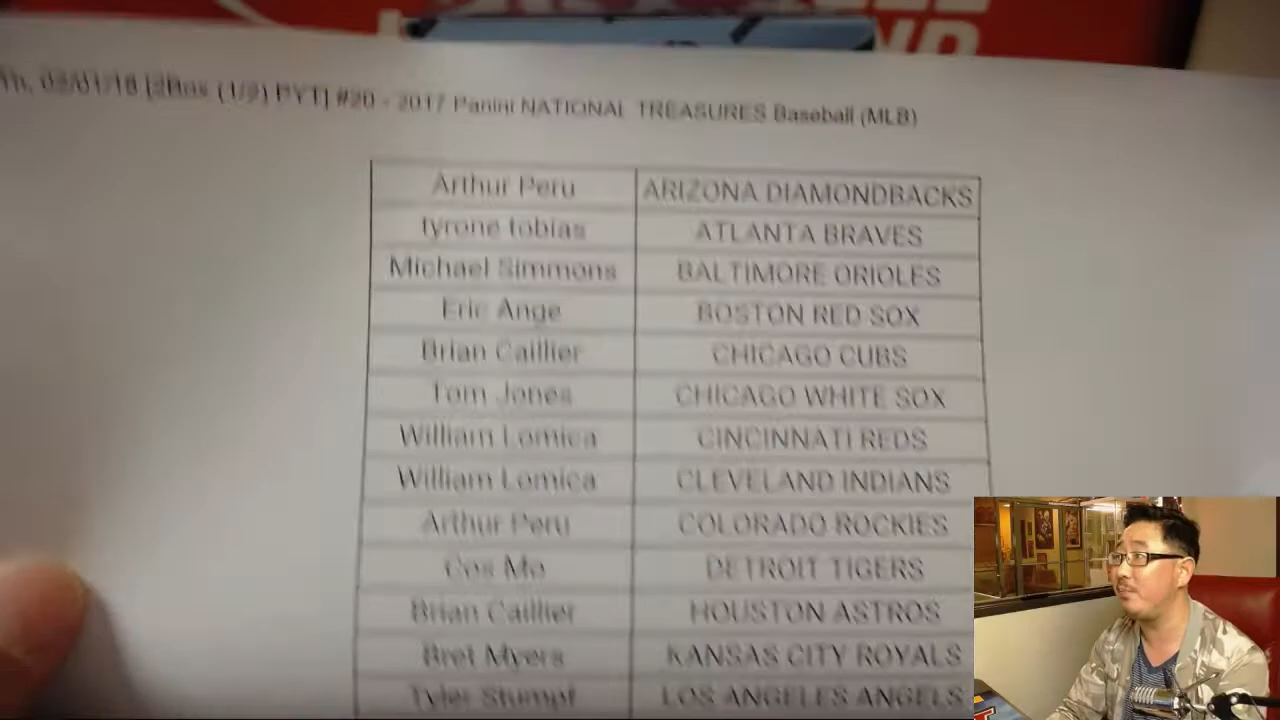 Th, 02/01/18 [2Box (1/2) PYT] #20 - 2017 Panini NATIONAL TREASURES Baseball (MLB)
Arthur Peru ARIZONA DIAMONDBACKS
tyrone tobias ATLANTA BRAVES
Michael Simmons BALTIMORE ORIOLES
Eric Ange BOSTON RED SOX
Brian Caillier CHICAGO CUBS
Tom Jones CHICAGO WHITE SOX
William Lomica CINCINNATI REDS
William Lomica CLEVELAND INDIANS
Arthur Peru COLORADO ROCKIES
Cos Mo DETROIT TIGERS
Brian Caillier HOUSTON ASTROS
Bret Myers KANSAS CITY ROYALS
Tyler Stumpf LOS ANGELES ANGELS